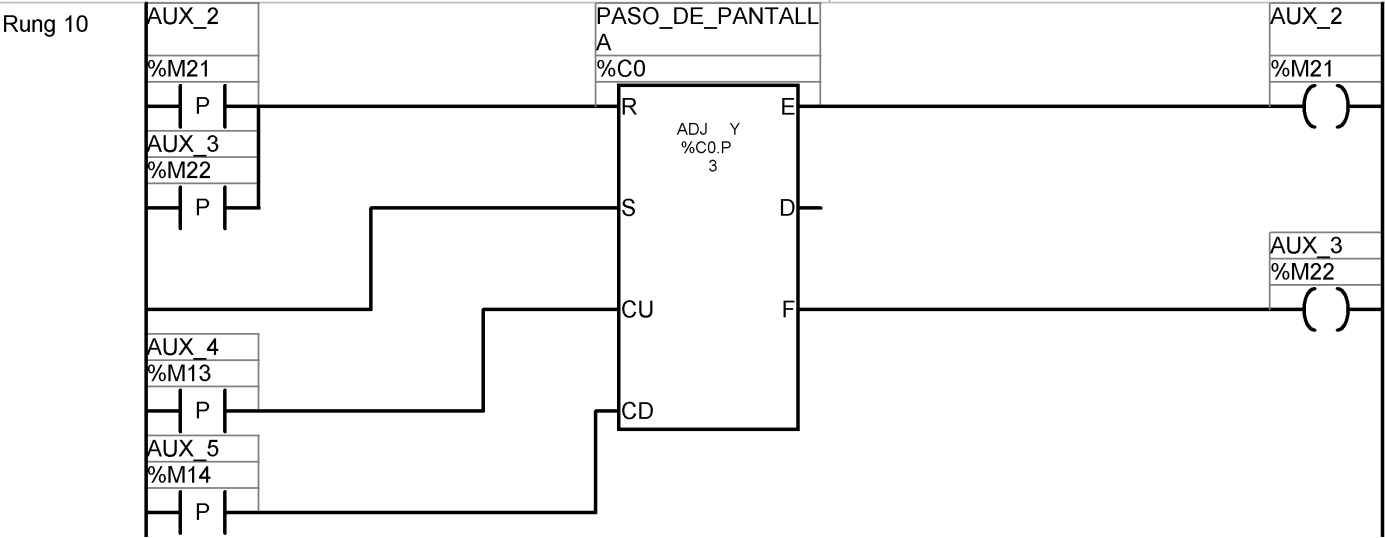 Rung 10
AUX_2
%M21
P
AUX_3
%M22
P
AUX_4
%M13
P
AUX_5
%M14
P
PASO_DE_PANTALL
A
%C0
R
E
ADJ Y
%C0.P
3
S
D
CU
F
CD
AUX_2
%M21
AUX_3
%M22